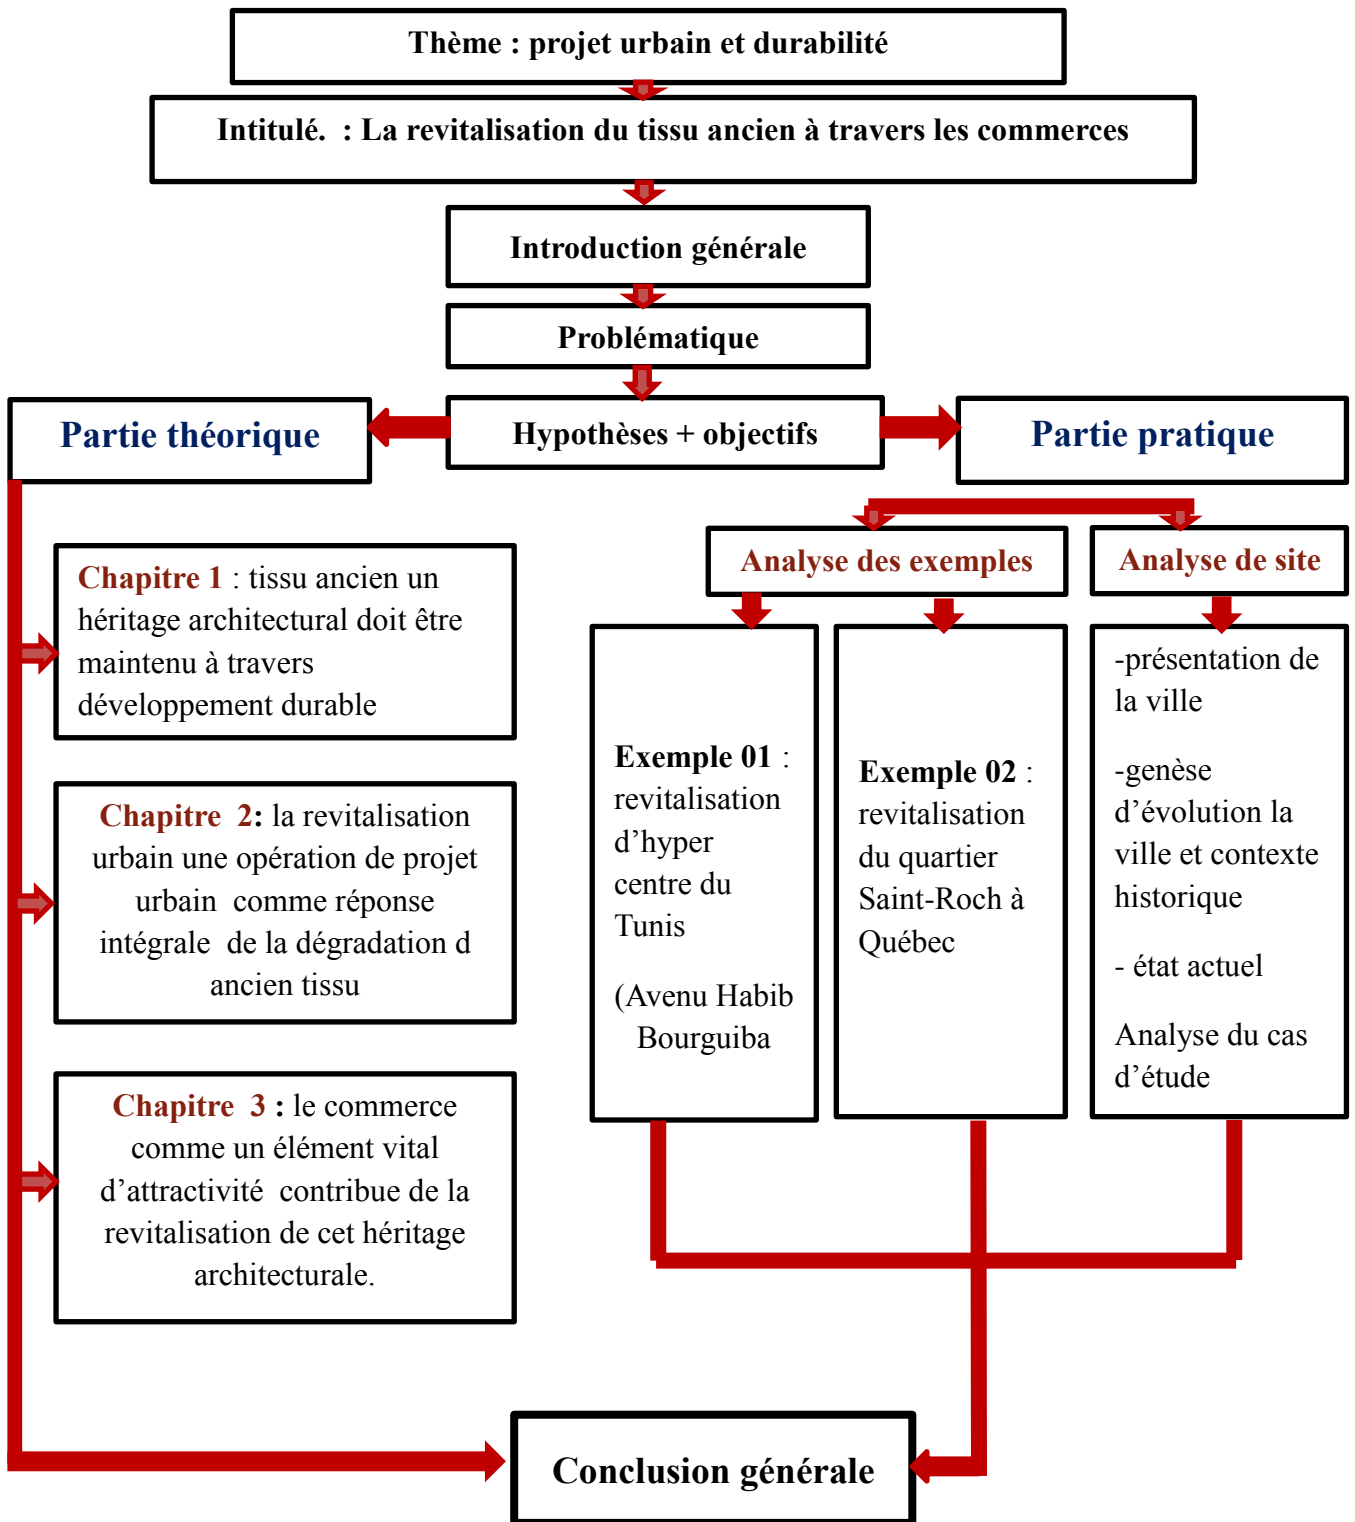 Thème : projet urbain et durabilité
Intitulé. : La revitalisation du tissu ancien à travers les commerces
Introduction générale
Problématique
Partie théorique
Hypothèses + objectifs
Partie pratique
Chapitre 1 : tissu ancien un
héritage architectural doit être
maintenu à travers
développement durable
Chapitre 2: la revitalisation
urbain une opération de projet
urbain comme réponse
intégrale de la dégradation d
ancien tissu
Chapitre 3 : le commerce
comme un élément vital
d’attractivité contribue de la
revitalisation de cet héritage
architecturale.
Analyse des exemples
Analyse de site
Exemple 01 :
revitalisation
d’hyper
centre du
Tunis
(Avenu Habib
Bourguiba
Exemple 02 :
revitalisation
du quartier
Saint-Roch à
Québec
-présentation de
la ville
-genèse
d’évolution la
ville et contexte
historique
- état actuel
Analyse du cas
d’étude
Conclusion générale